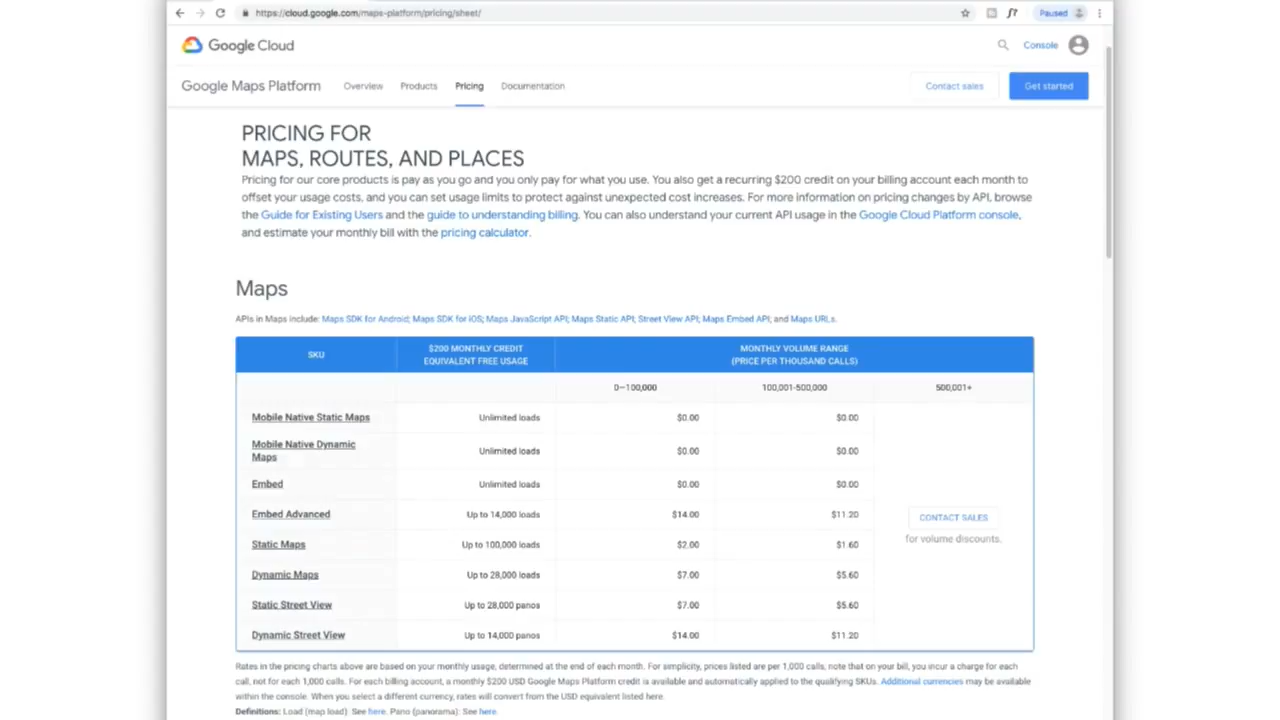 https://cloud.google.com/maps-platform/pricing/sheet/
Paused
Google Cloud
Console
Google Maps Platform Overview Products Pricing Documentation Contact sales Get started
PRICING FOR
MAPS, ROUTES, AND PLACES
Pricing for our core products is pay as you go and you only pay for what you use. You also get a recurring $200 credit on your billing account each month to
offset your usage costs, and you can set usage limits to protect against unexpected cost increases. For more information on pricing changes by API, browse
the Guide for Existing Users and the guide to understanding billing. You can also understand your current API usage in the Google Cloud Platform console,
and estimate your monthly bill with the pricing calculator.
Maps
APIs in Maps include: Maps SDK for Android; Maps SDK for iOS; Maps JavaScript API; Maps Static API, Street View API, Maps Embed API, and Maps URLs.
SKU
$200 MONTHLY CREDIT
EQUIVALENT FREE USAGE
MONTHLY VOLUME RANGE
(PRICE PER THOUSAND CALLS)
0–100,000 100,001-500,000 500,001+
Mobile Native Static Maps Unlimited loads $0.00 $0.00
Mobile Native Dynamic
Maps Unlimited loads $0.00 $0.00
Embed Unlimited loads $0.00 $0.00
Embed Advanced Up to 14,000 loads $14.00 $11.20
CONTACT SALES
for volume discounts.
Static Maps Up to 100,000 loads $2.00 $1.60
Dynamic Maps Up to 28,000 loads $7.00 $5.60
Static Street View Up to 28,000 panos $7.00 $5.60
Dynamic Street View Up to 14,000 panos $14.00 $11.20
Rates in the pricing charts above are based on your monthly usage, determined at the end of each month. For simplicity, prices listed are per 1,000 calls, note that on your bill, you incur a charge for each
call, not for each 1,000 calls. For each billing account, a monthly $200 USD Google Maps Platform credit is available and automatically applied to the qualifying SKUs. Additional currencies may be available
within the console. When you select a different currency, rates will convert from the USD equivalent listed here.
Definitions: Load (map load): See here. Pano (panorama): See here.